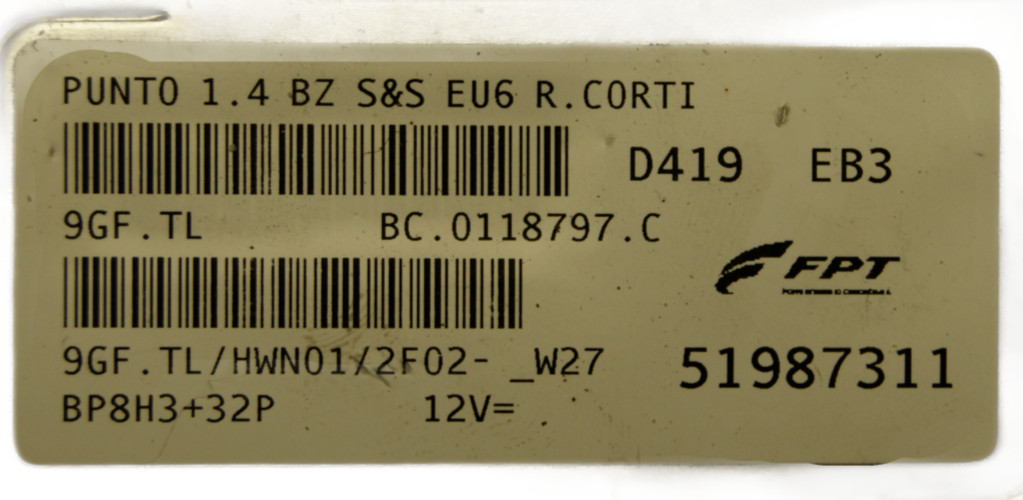 PUNTO 1.4 BZ S&S EU6 R.CORTI
D419 EB3
9GF.TL BC.0118797.C
FPT
9GF.TL/HWN01/2F02- _W27
51987311
BP8H3+32P 12V=